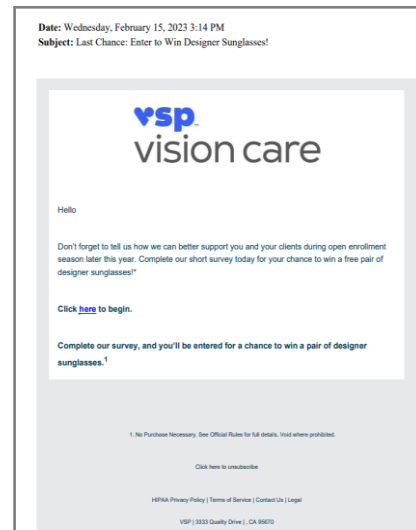 Date: Wednesday, February 15, 2023 3:14 PM
Subject: Last Chance: Enter to Win Designer Sunglasses!
vsp™
vision care
Hello
Don't forget to tell us how we can better support you and your clients during open enrollment
season later this year. Complete our short survey today for your chance to win a free pair of
designer sunglasses!*
Click here to begin.
Complete our survey, and you'll be entered for a chance to win a pair of designer
sunglasses.¹
1. No Purchase Necessary. See Official Rules for full details. Void where prohibited.
Click here to unsubscribe
HIPAA Privacy Policy | Terms of Service | Contact Us | Legal
VSP | 3333 Quality Drive | , CA 95670